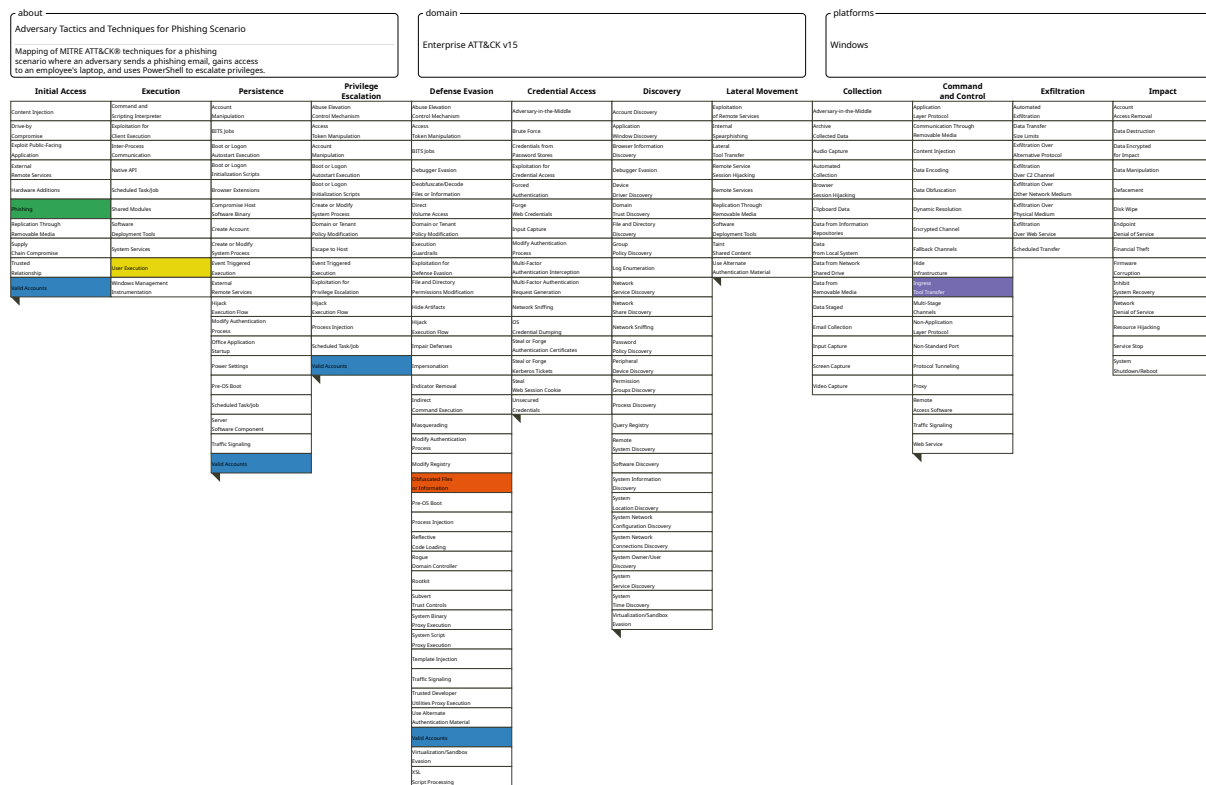 about
Adversary Tactics and Techniques for Phishing Scenario
Mapping of MITRE ATT&CK® techniques for a phishing
scenario where an adversary sends a phishing email, gains access
to an employee's laptop, and uses PowerShell to escalate privileges.
domain
Enterprise ATT&CK v15
platforms
Windows
Initial Access
Content Injection
Drive-by
Compromise
Exploit Public-Facing
Application
External
Remote Services
Hardware Additions
Phishing
Replication Through
Removable Media
Supply
Chain Compromise
Trusted
Relationship
Valid Accounts
Execution
Command and
Scripting Interpreter
Exploitation for
Client Execution
Inter-Process
Communication
Native API
Scheduled Task/Job
Shared Modules
Software
Deployment Tools
System Services
User Execution
Windows Management
Instrumentation
Persistence
Account
Manipulation
BITS Jobs
Boot or Logon
Autostart Execution
Boot or Logon
Initialization Scripts
Browser Extensions
Compromise Host
Software Binary
Create Account
Create or Modify
System Process
Event Triggered
Execution
External
Remote Services
Hijack
Execution Flow
Modify Authentication
Process
Office Application
Startup
Power Settings
Pre-OS Boot
Scheduled Task/Job
Server
Software Component
Traffic Signaling
Valid Accounts
Privilege
Escalation
Abuse Elevation
Control Mechanism
Access
Token Manipulation
Account
Manipulation
Boot or Logon
Autostart Execution
Boot or Logon
Initialization Scripts
Create or Modify
System Process
Domain or Tenant
Policy Modification
Escape to Host
Event Triggered
Execution
Exploitation for
Privilege Escalation
Hijack
Execution Flow
Process Injection
Scheduled Task/Job
Valid Accounts
Defense Evasion
Abuse Elevation
Control Mechanism
Access
Token Manipulation
BITS Jobs
Debugger Evasion
Deobfuscate/Decode
Files or Information
Direct
Volume Access
Domain or Tenant
Policy Modification
Execution
Guardrails
Exploitation for
Defense Evasion
File and Directory
Permissions Modification
Hide Artifacts
Hijack
Execution Flow
Impair Defenses
Impersonation
Indicator Removal
Indirect
Command Execution
Masquerading
Modify Authentication
Process
Modify Registry
Obfuscated Files
or Information
Pre-OS Boot
Process Injection
Reflective
Code Loading
Rogue
Domain Controller
Rootkit
Subvert
Trust Controls
System Binary
Proxy Execution
System Script
Proxy Execution
Template Injection
Traffic Signaling
Trusted Developer
Utilities Proxy Execution
Use Alternate
Authentication Material
Valid Accounts
Virtualization/Sandbox
Evasion
XSL
Script Processing
Credential Access
Adversary-in-the-Middle
Brute Force
Credentials from
Password Stores
Exploitation for
Credential Access
Forced
Authentication
Forge
Web Credentials
Input Capture
Modify Authentication
Process
Multi-Factor
Authentication Interception
Multi-Factor Authentication
Request Generation
Network Sniffing
OS
Credential Dumping
Steal or Forge
Authentication Certificates
Steal or Forge
Kerberos Tickets
Steal
Web Session Cookie
Unsecured
Credentials
Discovery
Account Discovery
Application
Window Discovery
Browser Information
Discovery
Debugger Evasion
Device
Driver Discovery
Domain
Trust Discovery
File and Directory
Discovery
Group
Policy Discovery
Log Enumeration
Network
Service Discovery
Network
Share Discovery
Network Sniffing
Password
Policy Discovery
Peripheral
Device Discovery
Permission
Groups Discovery
Process Discovery
Query Registry
Remote
System Discovery
Software Discovery
System Information
Discovery
System
Location Discovery
System Network
Configuration Discovery
System Network
Connections Discovery
System Owner/User
Discovery
System
Service Discovery
System
Time Discovery
Virtualization/Sandbox
Evasion
Lateral Movement
Exploitation
of Remote Services
Internal
Spearphishing
Lateral
Tool Transfer
Remote Service
Session Hijacking
Remote Services
Replication Through
Removable Media
Software
Deployment Tools
Taint
Shared Content
Use Alternate
Authentication Material
Collection
Adversary-in-the-Middle
Archive
Collected Data
Audio Capture
Automated
Collection
Browser
Session Hijacking
Clipboard Data
Data from Information
Repositories
Data
from Local System
Data from Network
Shared Drive
Data from
Removable Media
Data Staged
Email Collection
Input Capture
Screen Capture
Video Capture
Command
and Control
Application
Layer Protocol
Communication Through
Removable Media
Content Injection
Data Encoding
Data Obfuscation
Dynamic Resolution
Encrypted Channel
Fallback Channels
Hide
Infrastructure
Ingress
Tool Transfer
Multi-Stage
Channels
Non-Application
Layer Protocol
Non-Standard Port
Protocol Tunneling
Proxy
Remote
Access Software
Traffic Signaling
Web Service
Exfiltration
Automated
Exfiltration
Data Transfer
Size Limits
Exfiltration Over
Alternative Protocol
Exfiltration
Over C2 Channel
Exfiltration Over
Other Network Medium
Exfiltration Over
Physical Medium
Exfiltration
Over Web Service
Scheduled Transfer
Impact
Account
Access Removal
Data Destruction
Data Encrypted
for Impact
Data Manipulation
Defacement
Disk Wipe
Endpoint
Denial of Service
Financial Theft
Firmware
Corruption
Inhibit
System Recovery
Network
Denial of Service
Resource Hijacking
Service Stop
System
Shutdown/Reboot